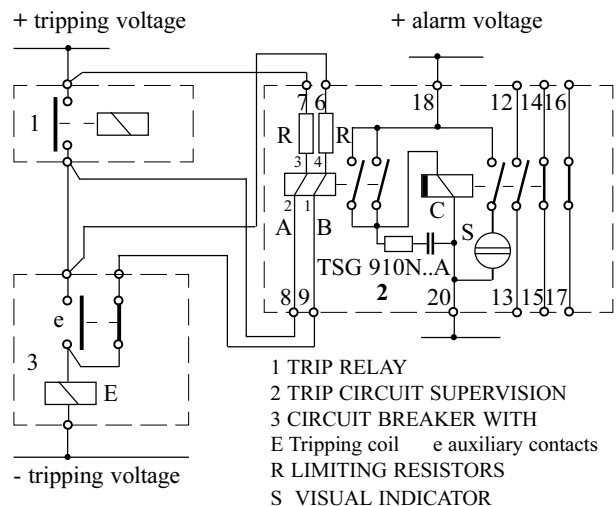 + tripping voltage
+ alarm voltage
7 6 18 12 14 16
1
R R
3 4
2 1
A B
C
S
TSG 910N..A
2
e
8 9 20 13 15 17
3
E
- tripping voltage
1 TRIP RELAY
2 TRIP CIRCUIT SUPERVISION
3 CIRCUIT BREAKER WITH
E Tripping coil e auxiliary contacts
R LIMITING RESISTORS
S VISUAL INDICATOR